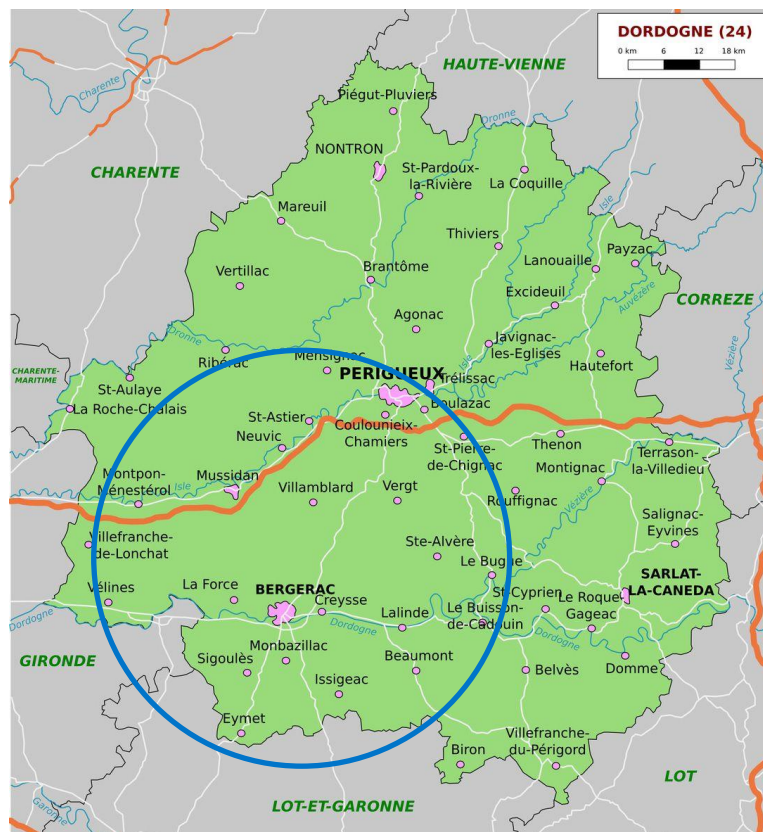 DORDOGNE (24)
0 km 6 12 18 km
HAUTE-VIENNE
Charente
Piégut-Pluviers
Dronne
NONTRON
CHARENTE
St-Pardoux-
la-Rivière
La Coquille
Isle
Mareuil
Thiviers
Payzac
Lanouaille
Vertillac
Brantôme
Excideuil
Auvézère
CORREZE
Agonac
Dronne
Javignac-
les-Eglises
Isle
Vézère
Ribérac
Mensignac
Hautefort
CHARENTE-
MARITIME
PERIGUEUX
Trélissac
St-Aulaye
La Roche-Chalais
Boulazac
St-Astier
Coulounieix-
Chamiers
Neuvic
St-Pierre-
de-Chignac
Thenon
Terrason-
la-Villedieu
Montpon-
Ménestérol
Isle
Mussidan
Montignac
Villamblard
Vergt
Rouffignac
Vézère
Salignac-
Eyvines
Villefranche-
de-Lonchat
Ste-Alvère
Le Bugue
SARLAT-
LA-CANEDA
La Force
BERGERAC
Vélines
Creysse
St-Cyprien
Le Roque
Gageac
Dordogne
Lalinde
Le Buisson-
de-Cadouin
Dordogne
Dordogne
GIRONDE
Monbazillac
Sigoulès
Beaumont
Belvès
Domme
Issigeac
Eymet
Villefranche-
du-Périgord
Biron
LOT
Garonne
LOT-ET-GARONNE